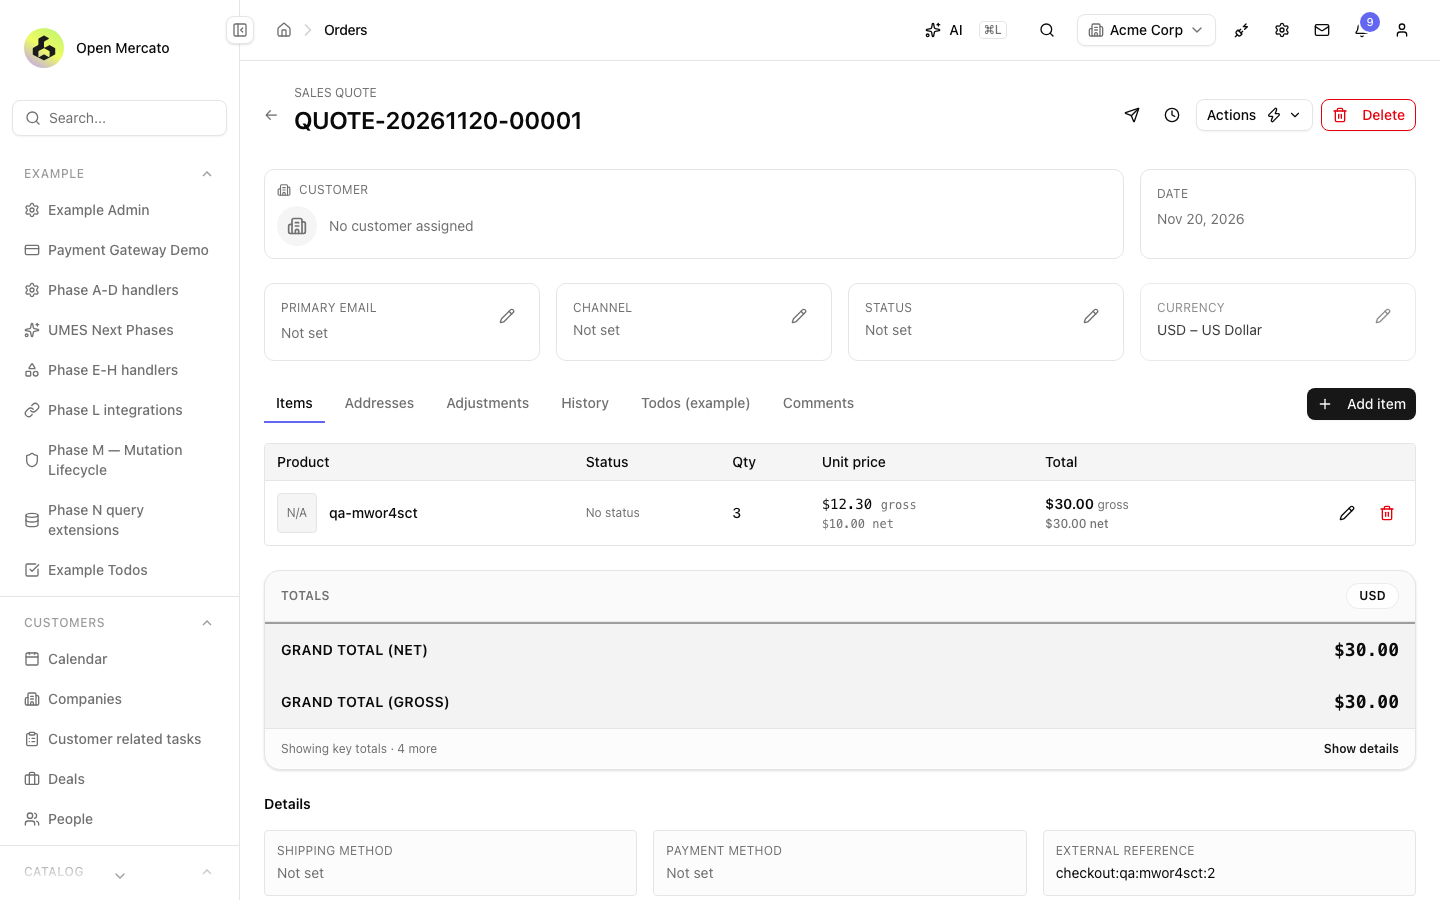 Open Mercato
Search...
EXAMPLE
Example Admin
Payment Gateway Demo
Phase A-D handlers
UMES Next Phases
Phase E-H handlers
Phase L integrations
Phase M — Mutation
Lifecycle
Phase N query
extensions
Example Todos
CUSTOMERS
Calendar
Companies
Customer related tasks
Deals
People
CATALOG
Orders
AI ⌘L
Acme Corp
9
SALES QUOTE
QUOTE-20261120-00001
Actions
Delete
CUSTOMER
No customer assigned
DATE
Nov 20, 2026
PRIMARY EMAIL
Not set
CHANNEL
Not set
STATUS
Not set
CURRENCY
USD – US Dollar
Items Addresses Adjustments History Todos (example) Comments
Add item
Product Status Qty Unit price Total
N/A qa-mwor4sct No status 3 $12.30 gross $30.00 gross
$10.00 net $30.00 net
TOTALS USD
GRAND TOTAL (NET) $30.00
GRAND TOTAL (GROSS) $30.00
Showing key totals · 4 more Show details
Details
SHIPPING METHOD
Not set
PAYMENT METHOD
Not set
EXTERNAL REFERENCE
checkout:qa:mwor4sct:2